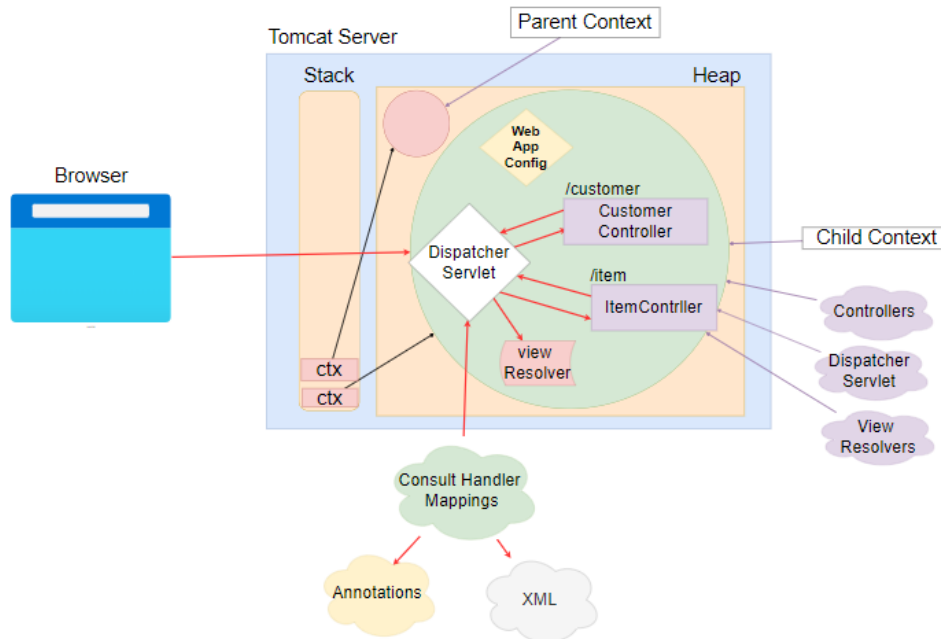 Parent Context
Tomcat Server
Stack
Heap
Web
App
Config
Browser
/customer
Customer
Controller
Dispatcher
Servlet
Child Context
/item
ItemContrller
Controllers
view
Resolver
Dispatcher
Servlet
ctx
ctx
View
Resolvers
Consult Handler
Mappings
Annotations
XML